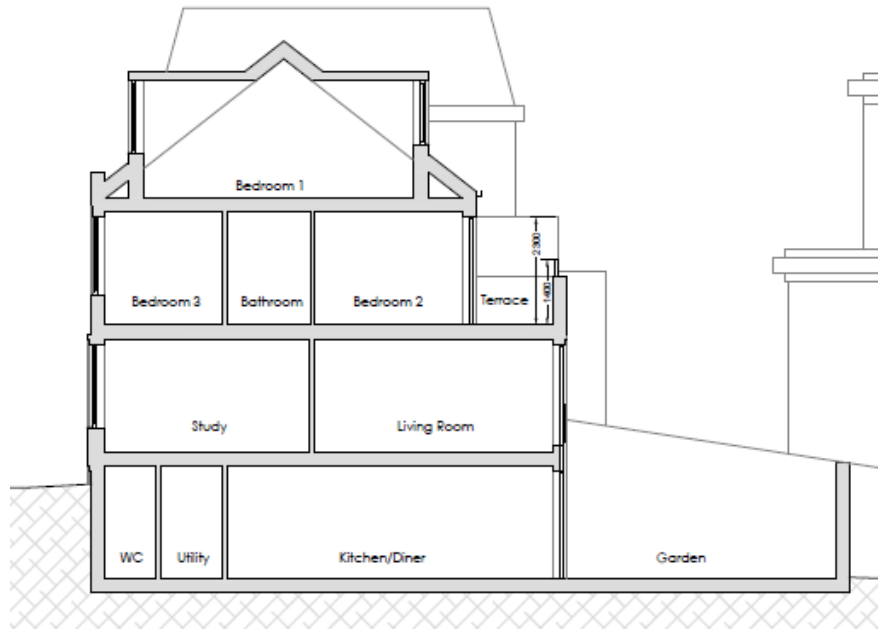 Bedroom 1
2300
1400
Bedroom 3
Bathroom
Bedroom 2
Terrace
Study
Living Room
WC
Utility
Kitchen/Diner
Garden